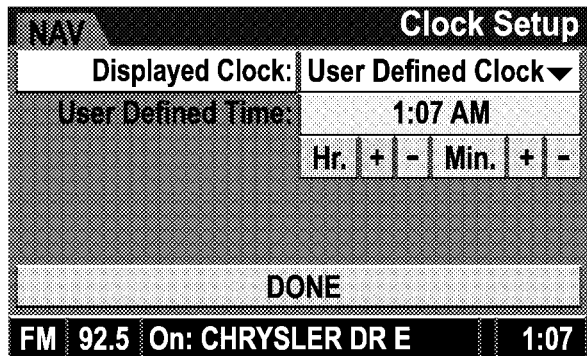 NAV Clock Setup
Displayed Clock: User Defined Clock
User Defined Time: 1:07 AM
Hr. + - Min. + -
DONE
FM 92.5 On: CHRYSLER DR E 1:07